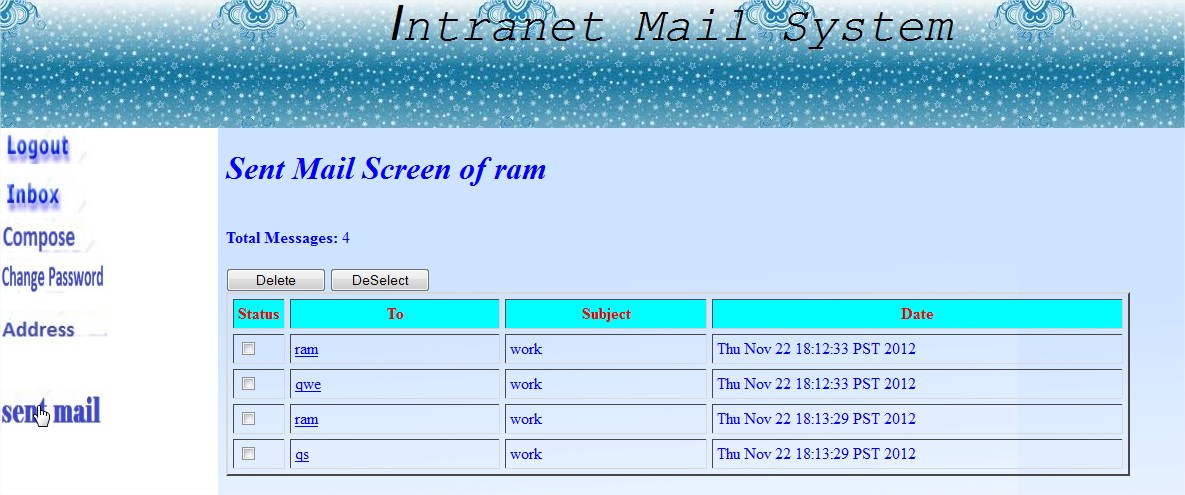 Intranet Mail System
Logout
Inbox
Compose
Change Password
Address
sent mail
Sent Mail Screen of ram
Total Messages: 4
Delete DeSelect
Status To Subject Date
ram work Thu Nov 22 18:12:33 PST 2012
qwe work Thu Nov 22 18:12:33 PST 2012
ram work Thu Nov 22 18:13:29 PST 2012
qs work Thu Nov 22 18:13:29 PST 2012